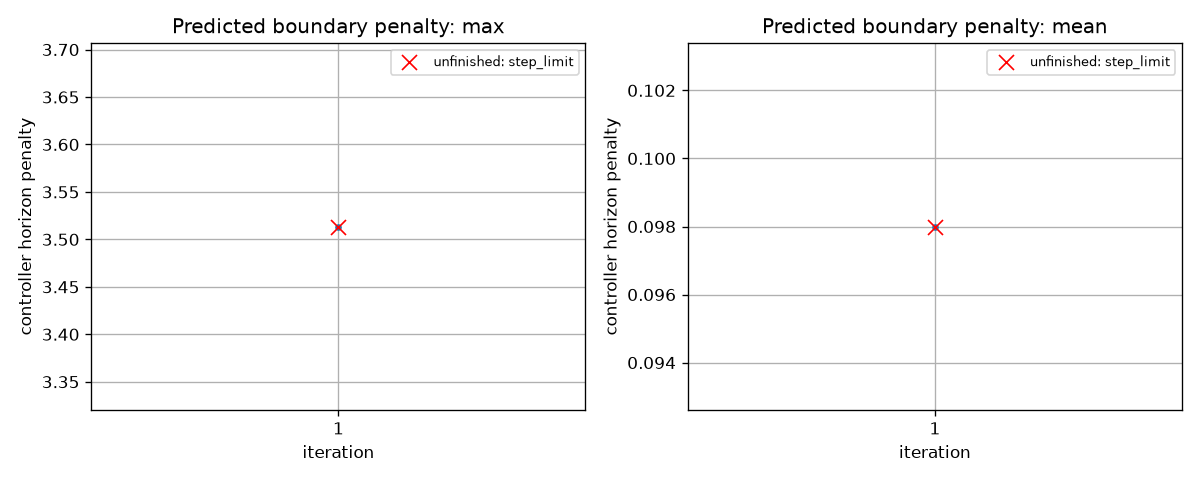 Predicted boundary penalty: max
controller horizon penalty
3.70
3.65
3.60
3.55
3.50
3.45
3.40
3.35
unfinished: step_limit
1
iteration
Predicted boundary penalty: mean
controller horizon penalty
0.102
0.100
0.098
0.096
0.094
unfinished: step_limit
1
iteration